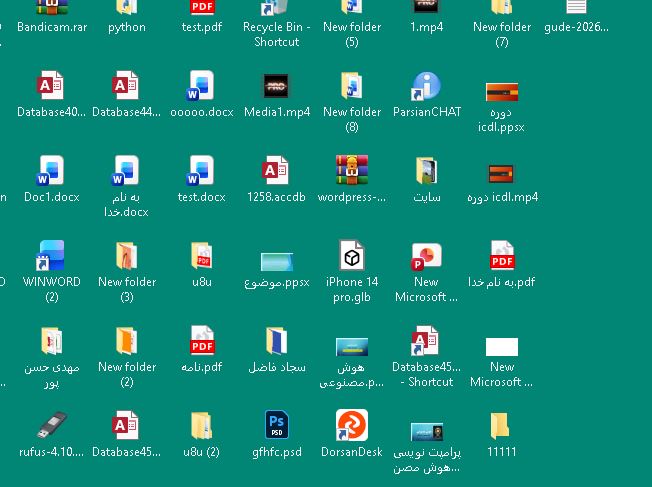 Bandicam.rar
python
test.pdf
Recycle Bin -
Shortcut
New folder
(5)
1.mp4
New folder
(7)
gude-2026...
Database40...
Database44...
ooooo.docx
Media1.mp4
New folder
(8)
ParsianCHAT
دوره
icdl.ppsx
Doc1.docx
به نام
خدا.docx
test.docx
1258.accdb
wordpress-...
سایت
دوره icdl.mp4
WINWORD
(2)
New folder
(3)
u8u
موضوع.ppsx
iPhone 14
pro.glb
New
Microsoft ...
به نام خدا.pdf
مهدی حسن
پور
New folder
(2)
نامه.pdf
سجاد فاضل
هوش
مصنوعی.p...
Database45...
- Shortcut
New
Microsoft ...
rufus-4.10....
Database45...
u8u (2)
gfhfc.psd
DorsanDesk
پرامپت نویسی
هوش مصن...
11111